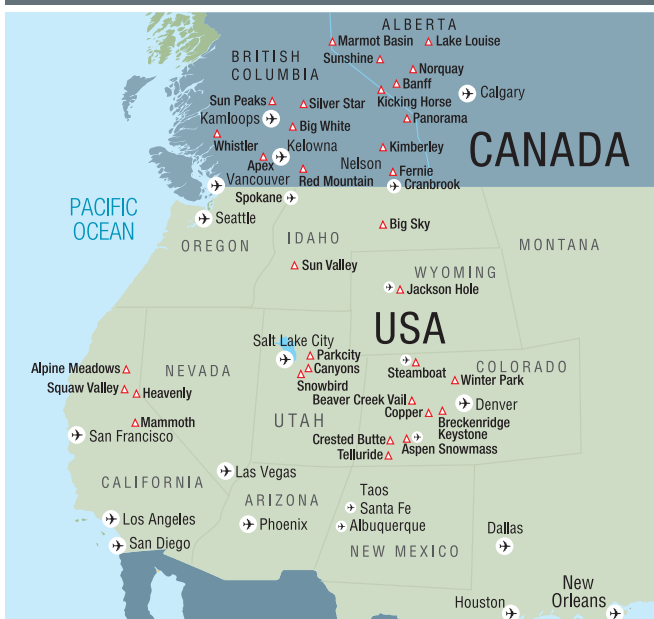 ALBERTA
Marmot Basin
Lake Louise
BRITISH
COLUMBIA
Sunshine
Norquay
Banff
Calgary
Kicking Horse
Sun Peaks
Silver Star
Kamloops
Panorama
Big White
CANADA
Whistler
Kelowna
Kimberley
Apex
Nelson
Red Mountain
Fernie
Vancouver
Cranbrook
Spokane
PACIFIC
OCEAN
Seattle
Big Sky
OREGON
IDAHO
MONTANA
Sun Valley
WYOMING
Jackson Hole
USA
Salt Lake City
Parkcity
Canyons
Snowbird
Steamboat
COLORADO
Alpine Meadows
NEVADA
Winter Park
Squaw Valley
Heavenly
Beaver Creek Vail
Denver
Copper
Breckenridge
Keystone
Mammoth
UTAH
San Francisco
Crested Butte
Aspen Snowmass
Telluride
Las Vegas
CALIFORNIA
ARIZONA
Taos
Santa Fe
Los Angeles
Phoenix
Albuquerque
Dallas
San Diego
NEW MEXICO
New
Orleans
Houston